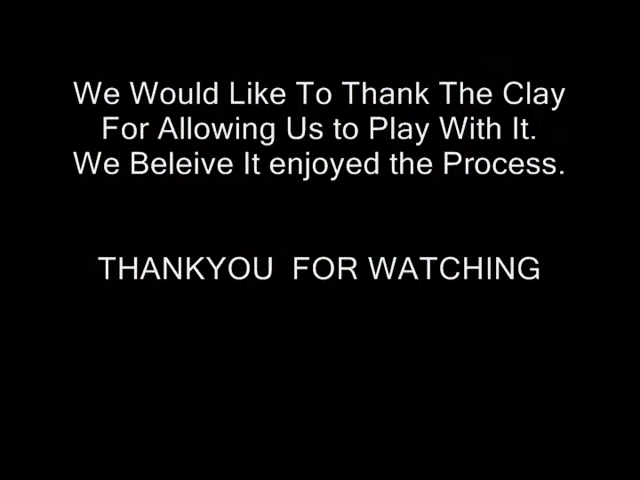 We Would Like To Thank The Clay
For Allowing Us to Play With It.
We Beleive It enjoyed the Process.
THANKYOU  FOR WATCHING